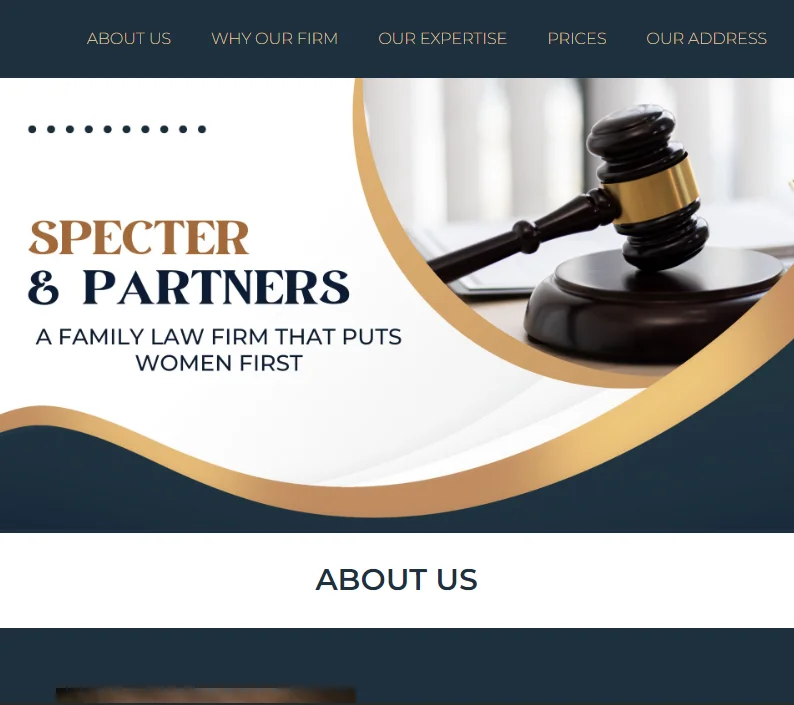 ABOUT US
WHY OUR FIRM
OUR EXPERTISE
PRICES
OUR ADDRESS
SPECTER
& PARTNERS
A FAMILY LAW FIRM THAT PUTS
WOMEN FIRST
ABOUT US